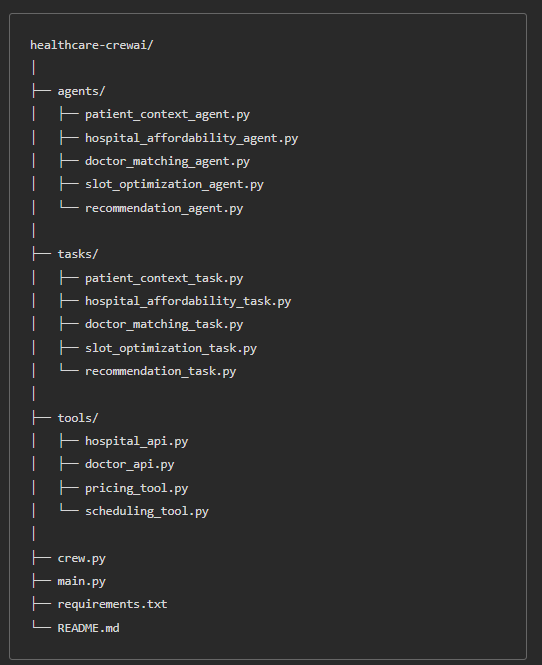 healthcare-crewai/
│
├── agents/
│   ├── patient_context_agent.py
│   ├── hospital_affordability_agent.py
│   ├── doctor_matching_agent.py
│   ├── slot_optimization_agent.py
│   └── recommendation_agent.py
│
├── tasks/
│   ├── patient_context_task.py
│   ├── hospital_affordability_task.py
│   ├── doctor_matching_task.py
│   ├── slot_optimization_task.py
│   └── recommendation_task.py
│
├── tools/
│   ├── hospital_api.py
│   ├── doctor_api.py
│   ├── pricing_tool.py
│   └── scheduling_tool.py
│
├── crew.py
├── main.py
├── requirements.txt
└── README.md